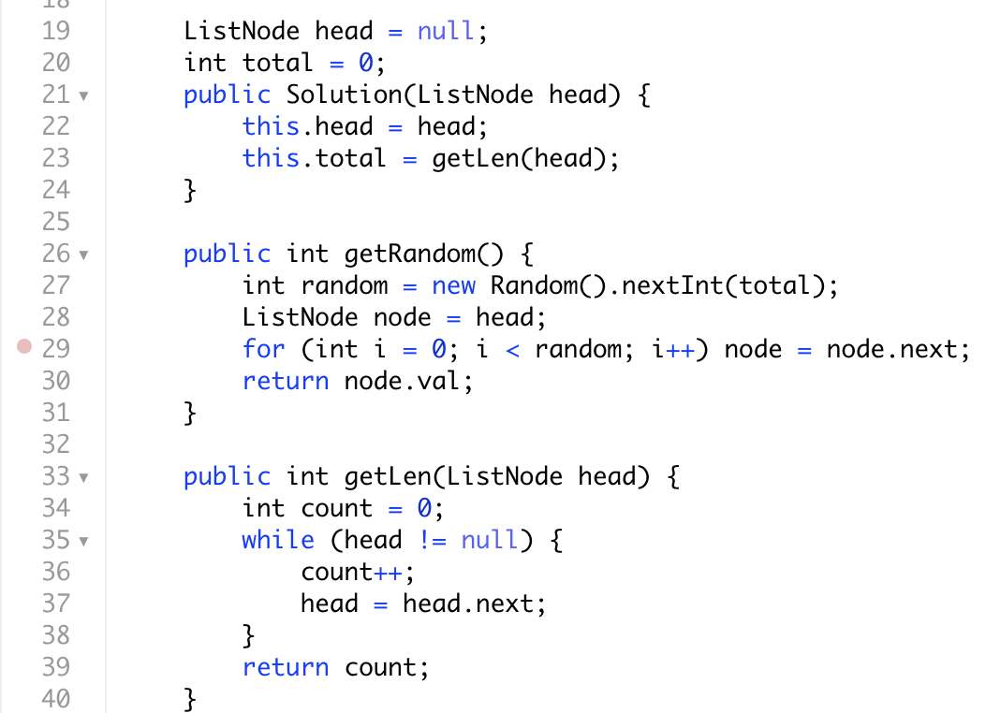 18
19 ListNode head = null;
20 int total = 0;
21 ▾ public Solution(ListNode head) {
22 this.head = head;
23 this.total = getLen(head);
24 }
25
26 ▾ public int getRandom() {
27 int random = new Random().nextInt(total);
28 ListNode node = head;
29 for (int i = 0; i < random; i++) node = node.next;
30 return node.val;
31 }
32
33 ▾ public int getLen(ListNode head) {
34 int count = 0;
35 ▾ while (head != null) {
36 count++;
37 head = head.next;
38 }
39 return count;
40 }